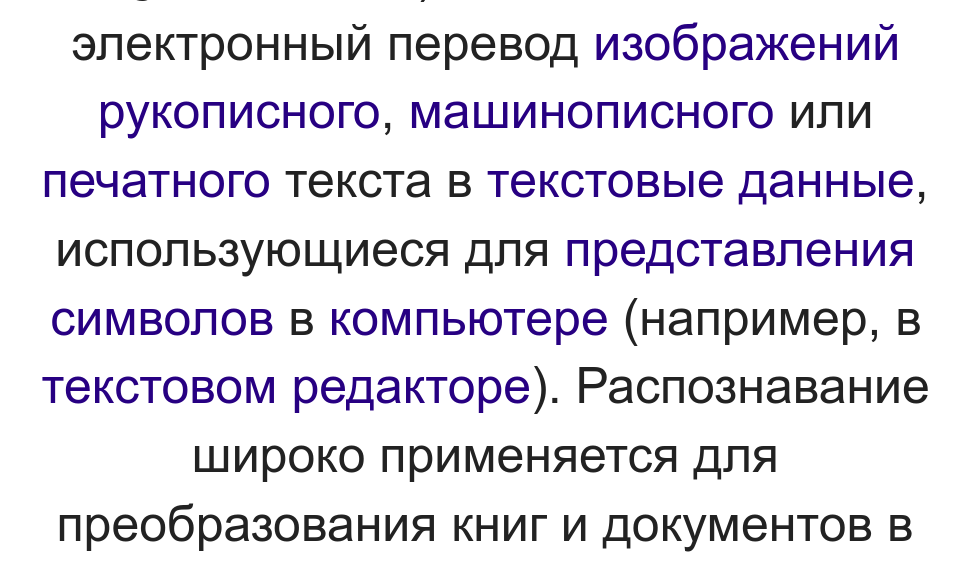 электронный перевод изображений
рукописного, машинописного или
печатного текста в текстовые данные,
использующиеся для представления
символов в компьютере (например, в
текстовом редакторе). Распознавание
широко применяется для
преобразования книг и документов в